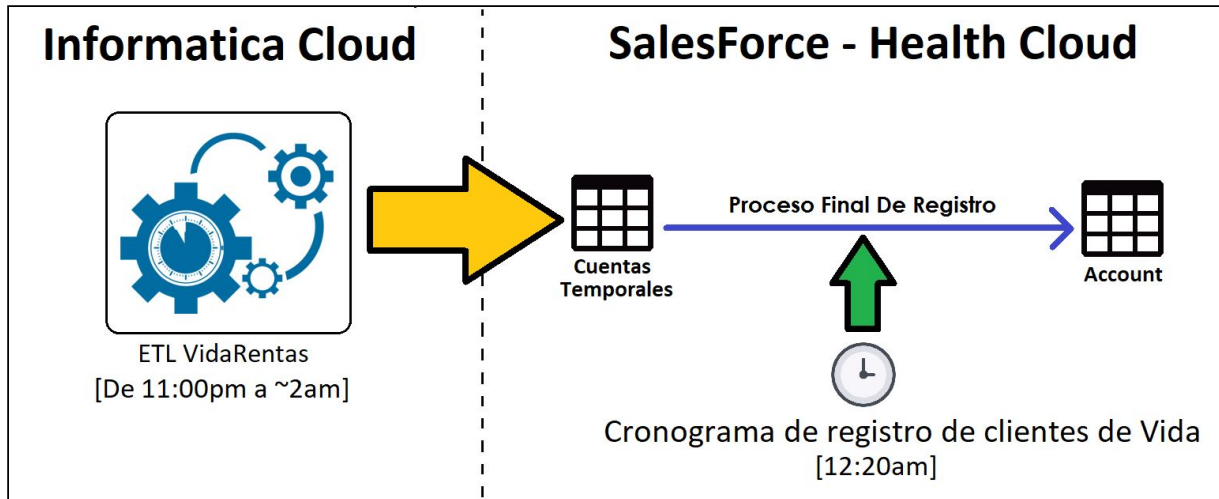 Informatica Cloud
SalesForce - Health Cloud
ETL VidaRentas
[De 11:00pm a ~2am]
Cuentas
Temporales
Proceso Final De Registro
Account
Cronograma de registro de clientes de Vida
[12:20am]